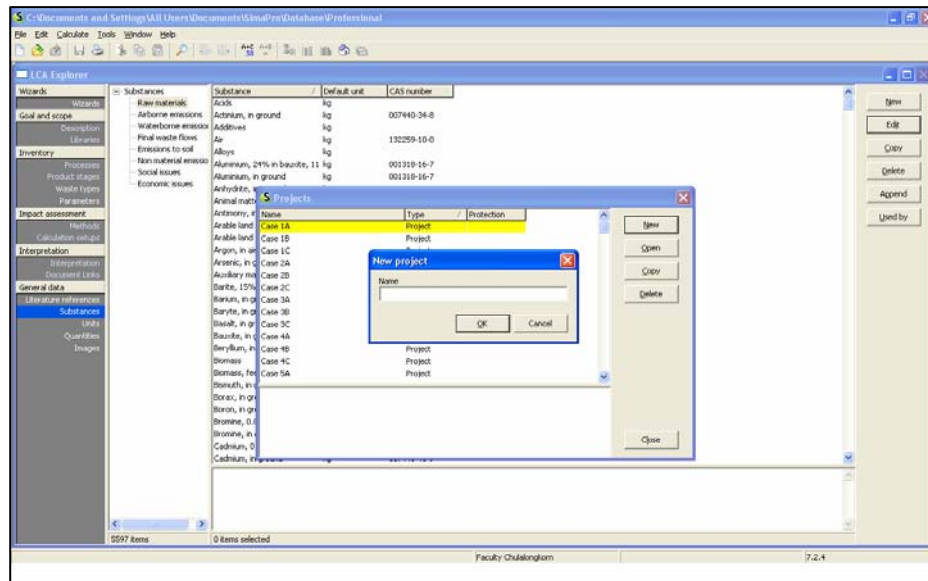 C:\Documents and Settings\All Users\Documents\SimaPro\Database\Professional
File Edit Calculate Tools Window Help
LCA Explorer
Wizards
Wizards
Goal and scope
Description
Libraries
Inventory
Processes
Product stages
Waste types
Parameters
Impact assessment
Methods
Calculation setups
Interpretation
Interpretation
Document Links
General data
Literature references
Substances
Units
Quantities
Images
Substances
Raw materials
Airborne emissions
Waterborne emission
Final waste flows
Emissions to soil
Non material emissio
Social issues
Economic issues
Substance / Default unit CAS number
Acids kg
Actinium, in ground kg 007440-34-8
Additives kg
Air kg 132259-10-0
Alloys kg
Aluminium, 24% in bauxite, 11 kg 001318-16-7
Aluminium, in ground kg 001318-16-7
Anhydrite,
Animal matt
Antimony, i
Arable land
Arable land
Argon, in air
Arsenic, in g
Auxiliary ma
Barite, 15%
Barium, in g
Baryte, in g
Basalt, in gr
Bauxite, in g
Beryllium, in
Biomass
Biomass, fee
Bismuth, in g
Borax, in gr
Boron, in gr
Bromine, 0.0
Bromine, in
Cadmium, 0
Cadmium, in ground kg
Projects
Name Type / Protection
Case 1A Project
Case 1B Project
Case 1C
Case 2A
Case 2B
Case 2C
Case 3A
Case 3B
Case 3C
Case 4A
Case 4B Project
Case 4C Project
Case 5A Project
New
Open
Copy
Delete
Close
New project
Name
OK Cancel
New
Edit
Copy
Delete
Append
Used by
5597 items 0 items selected
Faculty Chulalongkorn 7.2.4